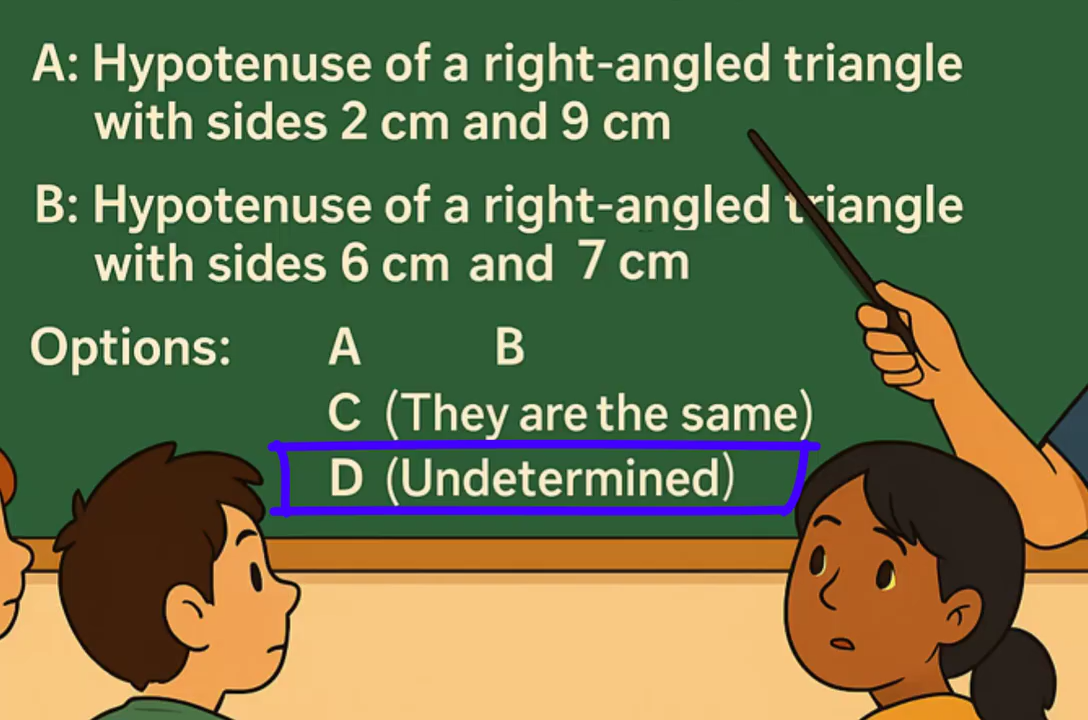 A: Hypotenuse of a right-angled triangle
with sides 2 cm and 9 cm
B: Hypotenuse of a right-angled triangle
with sides 6 cm and 7 cm
Options: A B
C (They are the same)
D (Undetermined)